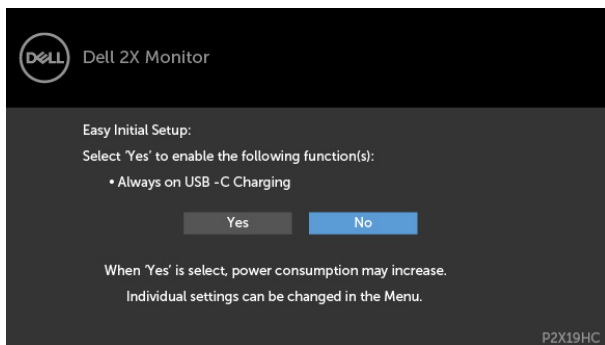 DELL Dell 2X Monitor
Easy Initial Setup:
Select 'Yes' to enable the following function(s):
• Always on USB -C Charging
Yes No
When 'Yes' is select, power consumption may increase.
Individual settings can be changed in the Menu.
P2X19HC